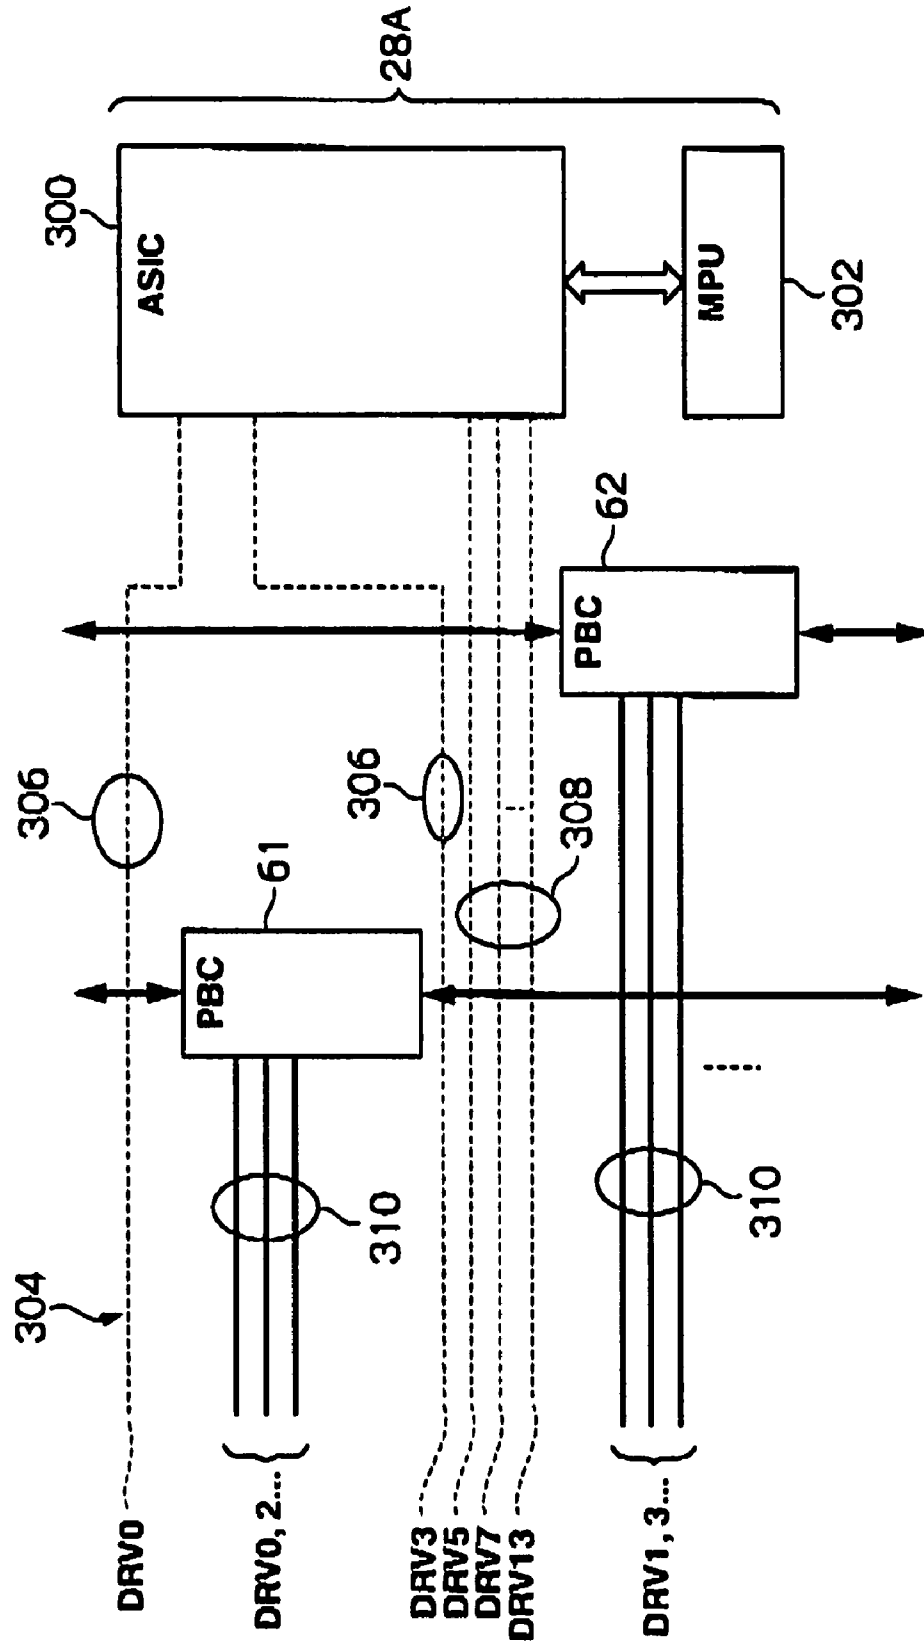 28A
300
ASIC
MPU
302
62
PBC
306
306
308
61
PBC
310
310
304
DRV0
DRV0, 2...
DRV3
DRV5
DRV7
DRV13
DRV1, 3...